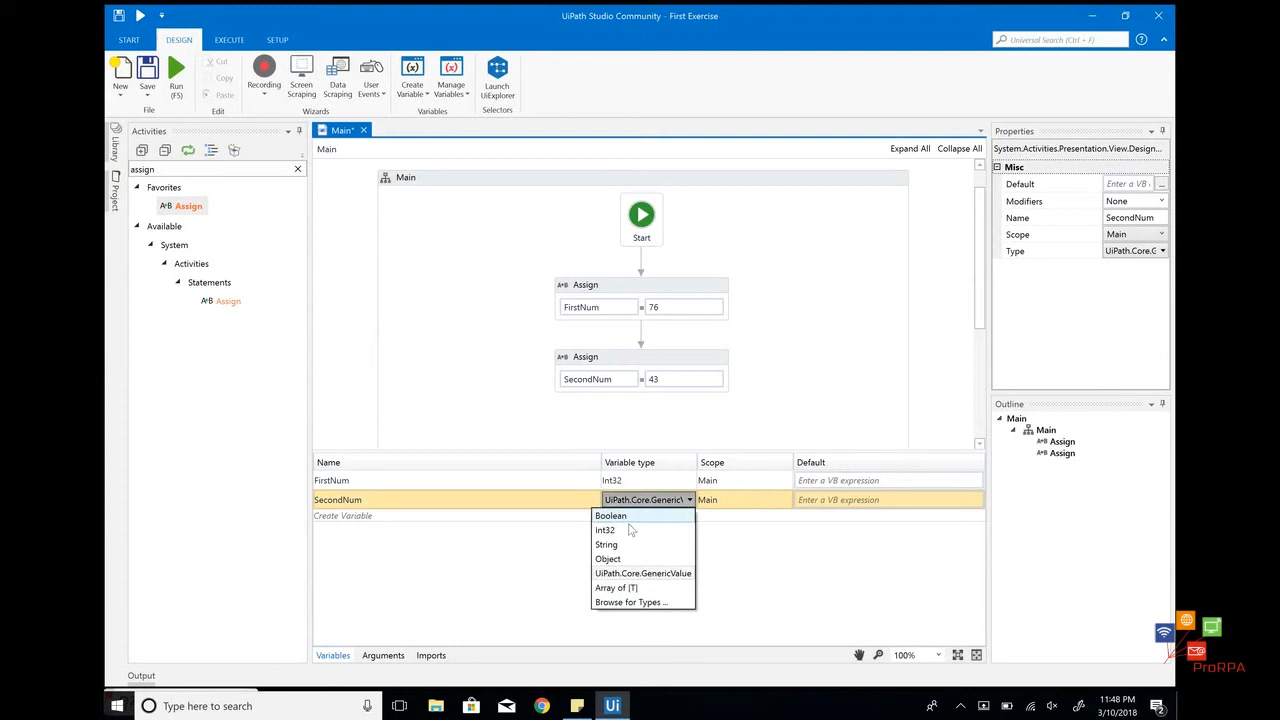 UiPath Studio Community - First Exercise
START DESIGN EXECUTE SETUP
Universal Search (Ctrl + F)
New Save Run (F5)
Cut
Copy
Paste
Recording Screen Scraping Data Scraping User Events
Create Variable Manage Variables
Launch UiExplorer
File Edit Wizards Variables Selectors
Library
Project
Activities
assign
Favorites
A+B Assign
Available
System
Activities
Statements
A+B Assign
Main*
Main
Expand All Collapse All
Main
Start
A+B Assign
FirstNum = 76
A+B Assign
SecondNum = 43
Name Variable type Scope Default
FirstNum Int32 Main Enter a VB expression
SecondNum UiPath.Core.Generic\ Main Enter a VB expression
Create Variable
Boolean
Int32
String
Object
UiPath.Core.GenericValue
Array of [T]
Browse for Types ...
Variables Arguments Imports
100%
Properties
System.Activities.Presentation.View.Design...
Misc
Default Enter a VB ...
Modifiers None
Name SecondNum
Scope Main
Type UiPath.Core.G
Outline
Main
Main
A+B Assign
A+B Assign
Output
ProRPA
Type here to search
Ui
11:48 PM
3/10/2018
2